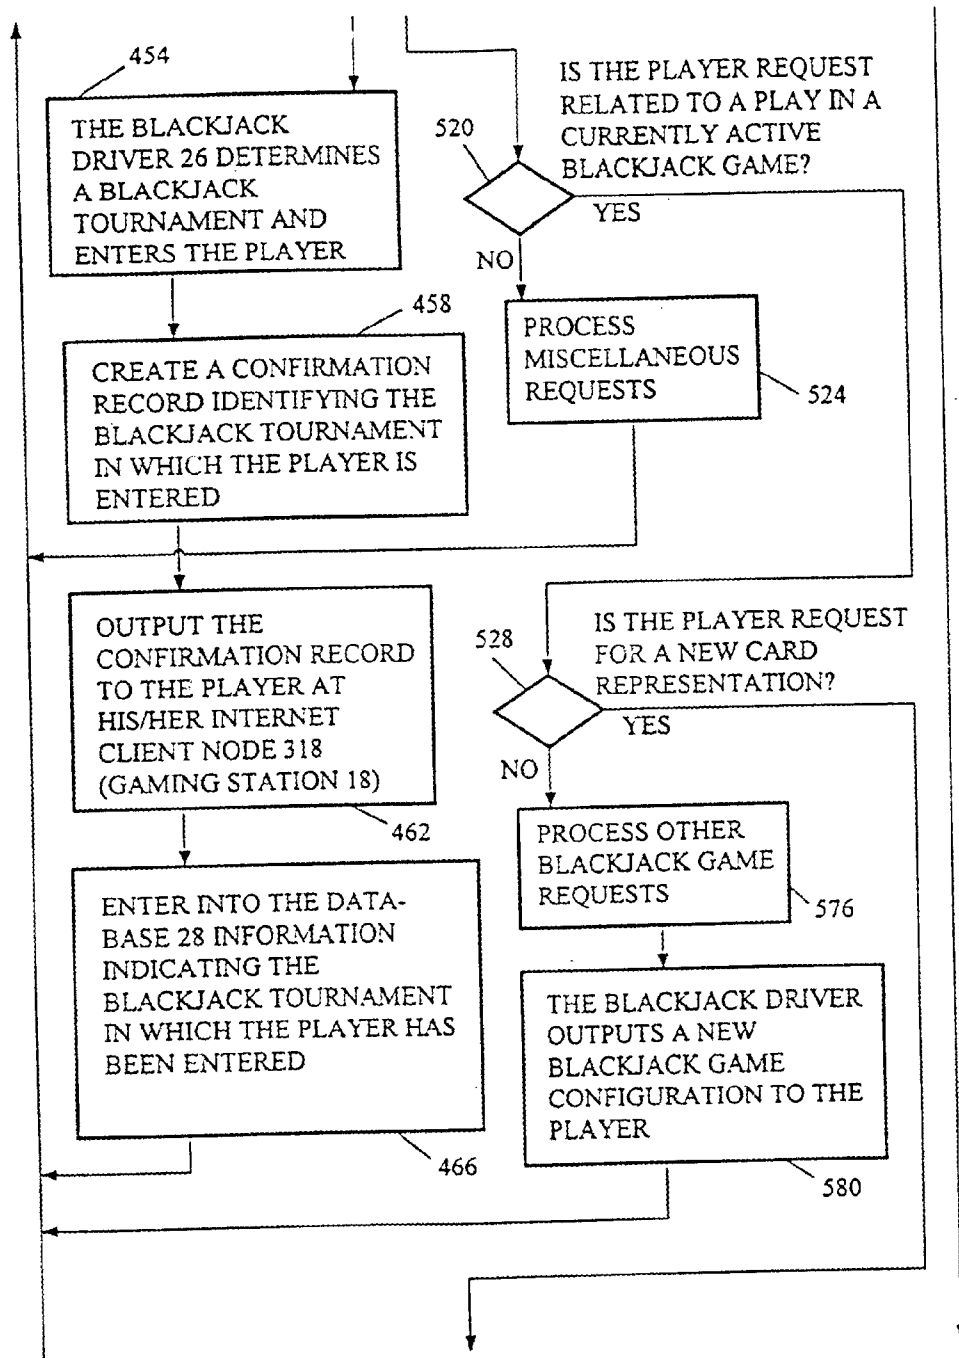 454
THE BLACKJACK
DRIVER 26 DETERMINES
A BLACKJACK
TOURNAMENT AND
ENTERS THE PLAYER
458
CREATE A CONFIRMATION
RECORD IDENTIFYING THE
BLACKJACK TOURNAMENT
IN WHICH THE PLAYER IS
ENTERED
OUTPUT THE
CONFIRMATION RECORD
TO THE PLAYER AT
HIS/HER INTERNET
CLIENT NODE 318
(GAMING STATION 18)
462
ENTER INTO THE DATA-
BASE 28 INFORMATION
INDICATING THE
BLACKJACK TOURNAMENT
IN WHICH THE PLAYER HAS
BEEN ENTERED
466
IS THE PLAYER REQUEST
RELATED TO A PLAY IN A
CURRENTLY ACTIVE
BLACKJACK GAME?
520
YES
NO
PROCESS
MISCELLANEOUS
REQUESTS
524
IS THE PLAYER REQUEST
FOR A NEW CARD
REPRESENTATION?
528
YES
NO
PROCESS OTHER
BLACKJACK GAME
REQUESTS
576
THE BLACKJACK DRIVER
OUTPUTS A NEW
BLACKJACK GAME
CONFIGURATION TO THE
PLAYER
580